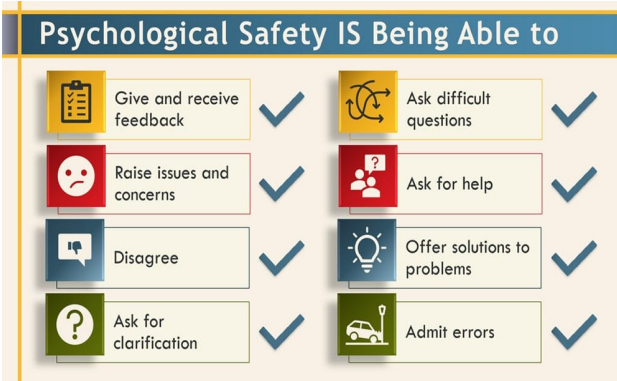 Psychological Safety IS Being Able to
Give and receive
feedback
Raise issues and
concerns
Disagree
Ask for
clarification
Ask difficult
questions
Ask for help
Offer solutions to
problems
Admit errors